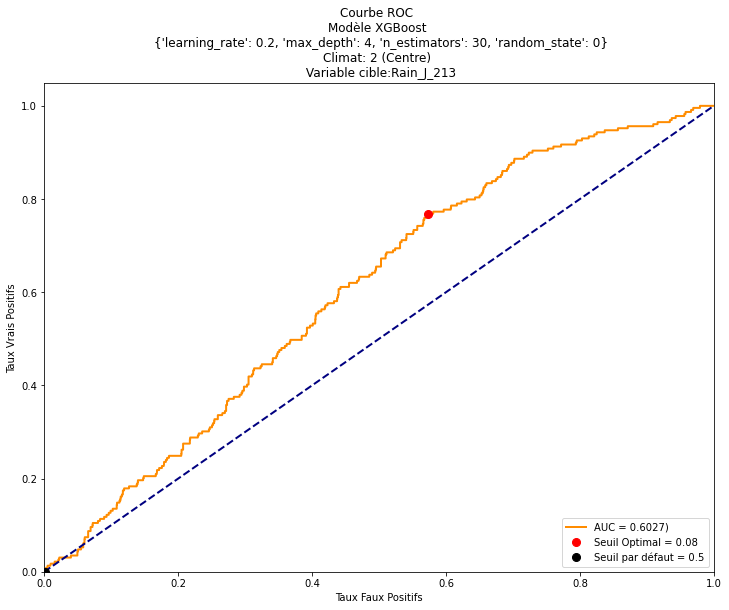 Courbe ROC
Modèle XGBoost
{'learning_rate': 0.2, 'max_depth': 4, 'n_estimators': 30, 'random_state': 0}
Climat: 2 (Centre)
Variable cible:Rain_J_213
1.0
0.8
0.6
0.4
0.2
0.0
Taux Vrais Positifs
AUC = 0.6027)
Seuil Optimal = 0.08
Seuil par défaut = 0.5
0.0 0.2 0.4 0.6 0.8 1.0
Taux Faux Positifs